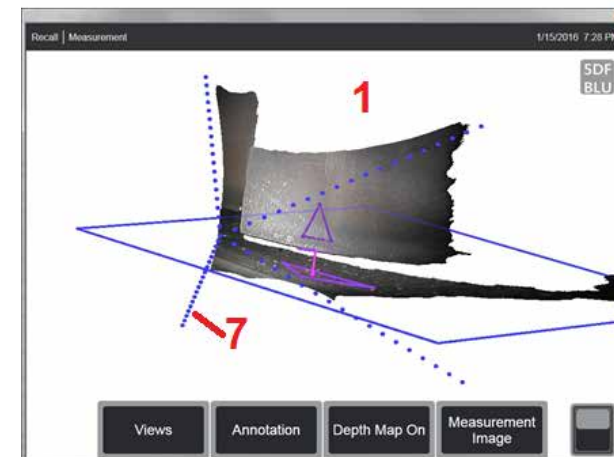 Recall | Measurement
1/15/2016 7:28 PM
SDF
BLU
1
7
Views
Annotation
Depth Map On
Measurement
Image